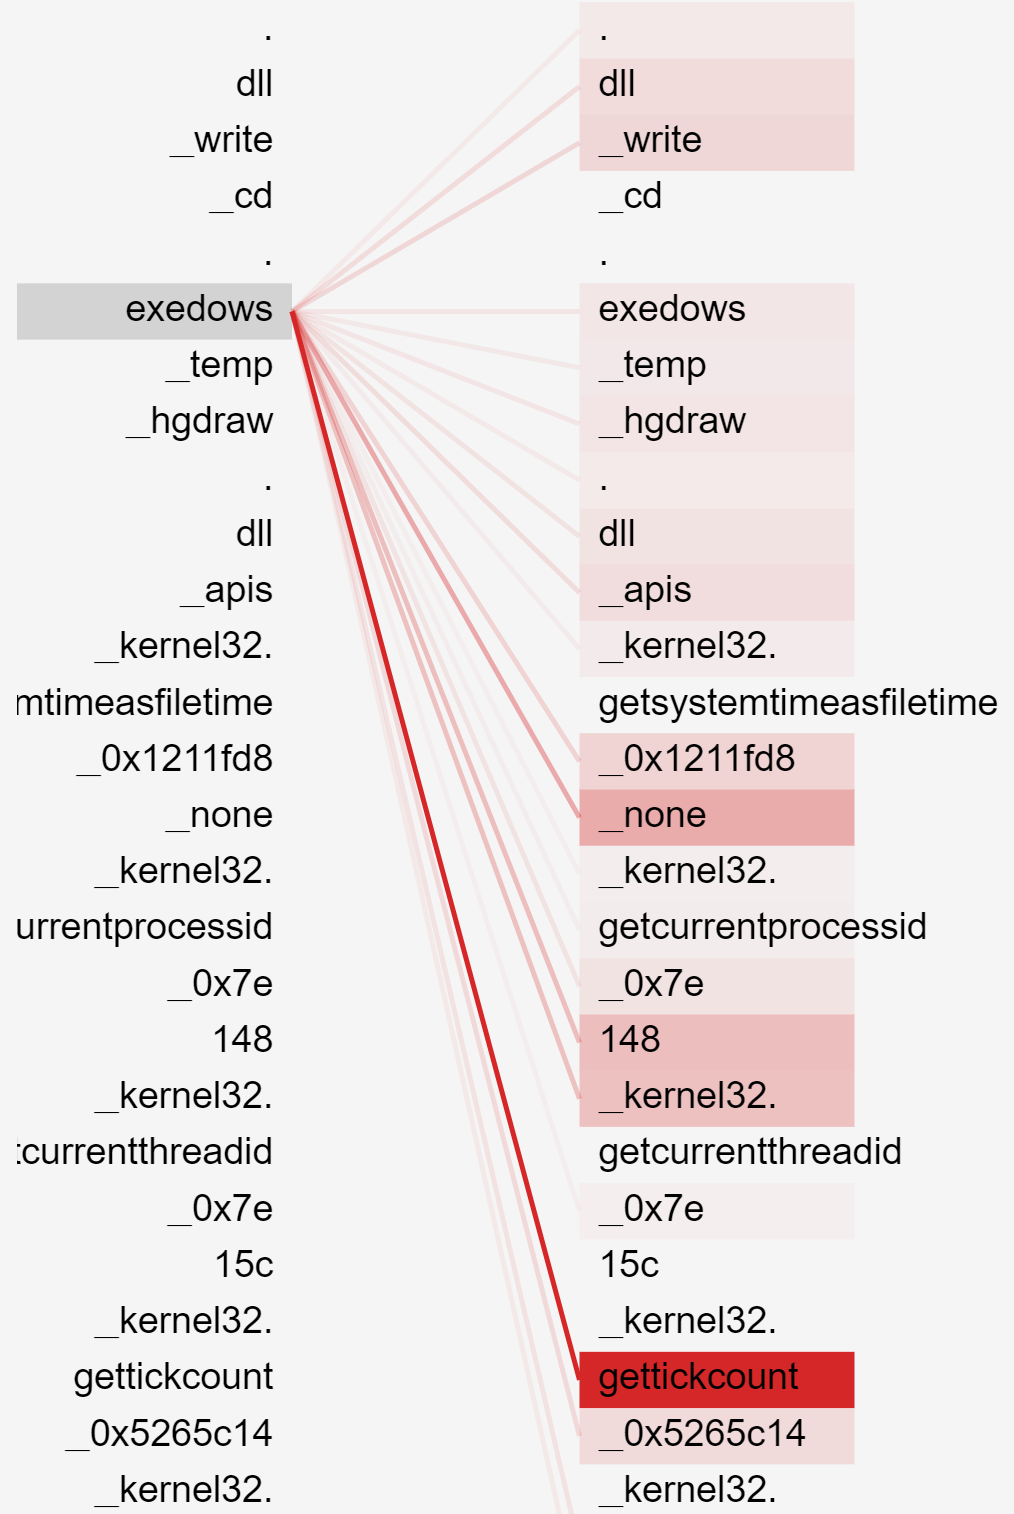 . .
dll dll
_write _write
_cd _cd
. .
exedows exedows
_temp _temp
_hgdraw _hgdraw
. .
dll dll
_apis _apis
_kernel32. _kernel32.
mtimeasfiletime getsystemtimeasfiletime
_0x1211fd8 _0x1211fd8
_none _none
_kernel32. _kernel32.
urrentprocessid getcurrentprocessid
_0x7e _0x7e
148 148
_kernel32. _kernel32.
tcurrentthreadid getcurrentthreadid
_0x7e _0x7e
15c 15c
_kernel32. _kernel32.
gettickcount gettickcount
_0x5265c14 _0x5265c14
_kernel32. _kernel32.